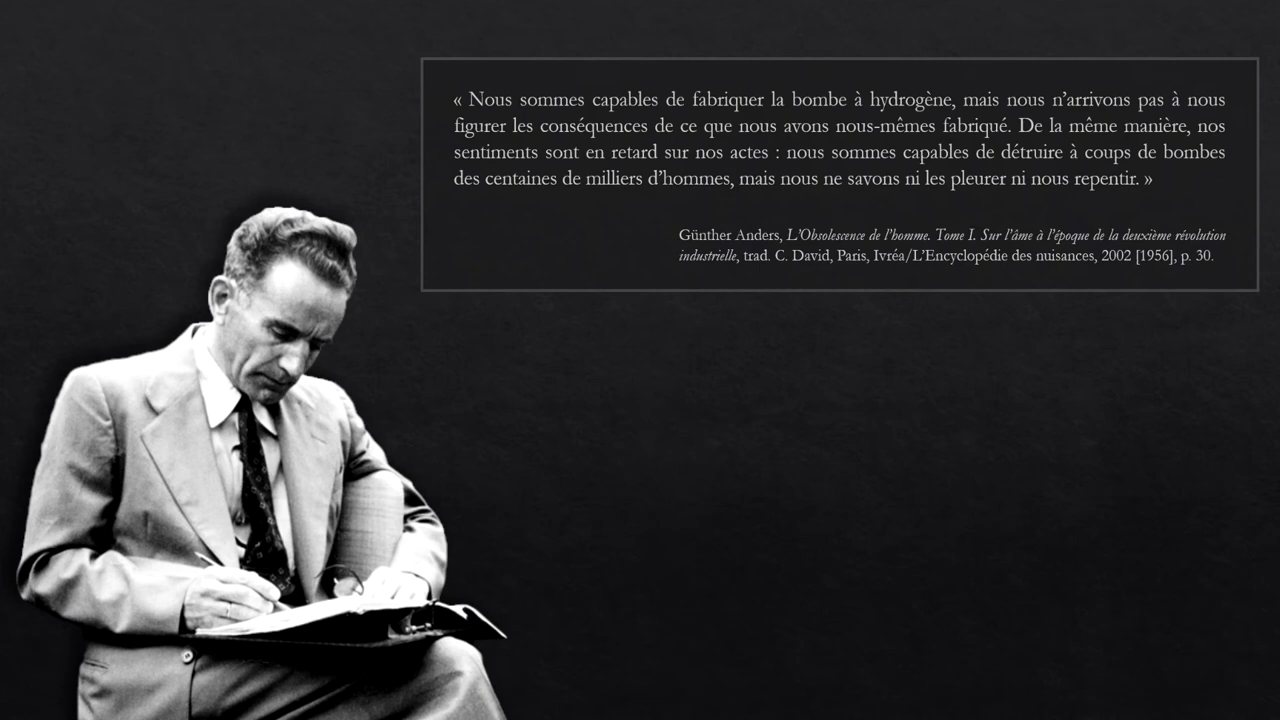 « Nous sommes capables de fabriquer la bombe à hydrogène, mais nous n’arrivons pas à nous
figurer les conséquences de ce que nous avons nous-mêmes fabriqué. De la même manière, nos
sentiments sont en retard sur nos actes : nous sommes capables de détruire à coups de bombes
des centaines de milliers d’hommes, mais nous ne savons ni les pleurer ni nous repentir. »
Günther Anders, L’Obsolescence de l’homme. Tome I. Sur l’âme à l’époque de la deuxième révolution
industrielle, trad. C. David, Paris, Ivréa/L’Encyclopédie des nuisances, 2002 [1956], p. 30.